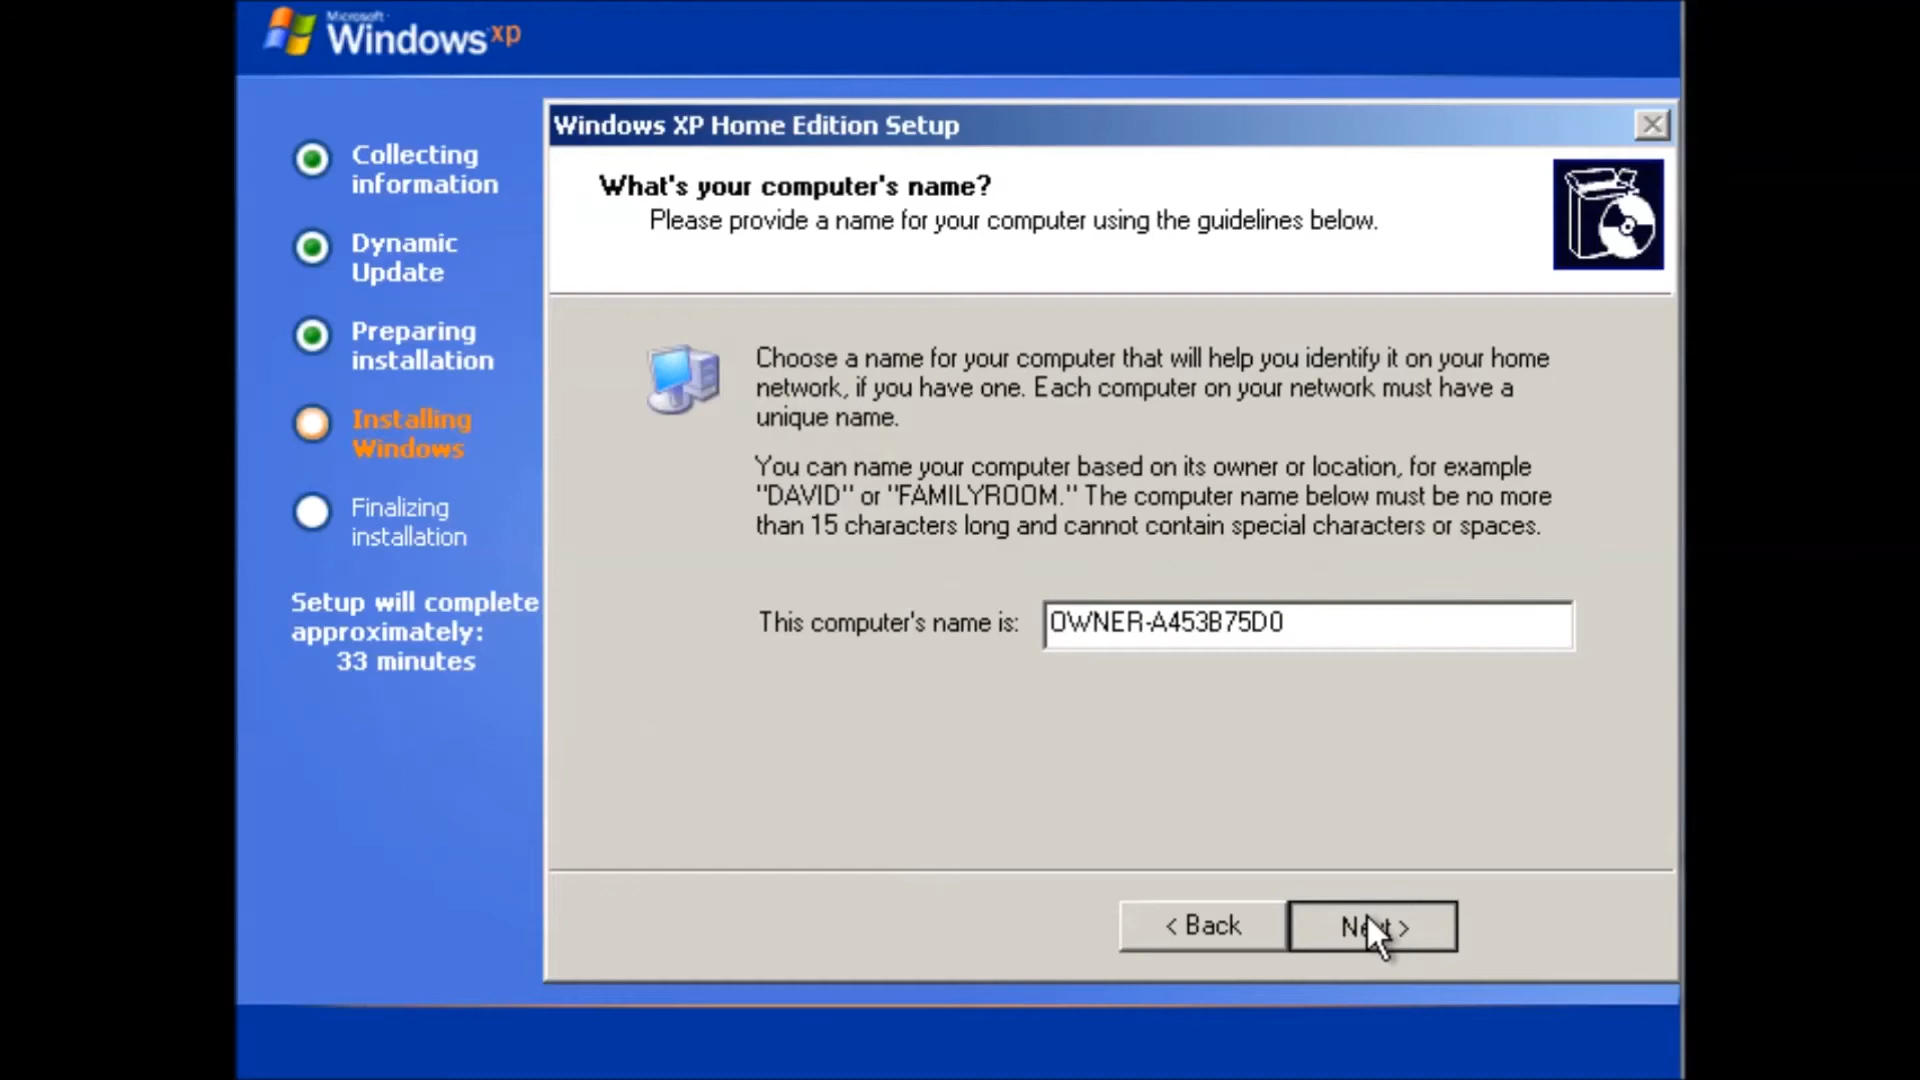 Microsoft
Windows xp
Collecting
information
Dynamic
Update
Preparing
installation
Installing
Windows
Finalizing
installation
Setup will complete
approximately:
33 minutes
Windows XP Home Edition Setup
What's your computer's name?
Please provide a name for your computer using the guidelines below.
Choose a name for your computer that will help you identify it on your home
network, if you have one. Each computer on your network must have a
unique name.
You can name your computer based on its owner or location, for example
"DAVID" or "FAMILYROOM." The computer name below must be no more
than 15 characters long and cannot contain special characters or spaces.
This computer's name is: OWNER-A453B75D0
< Back
Next >